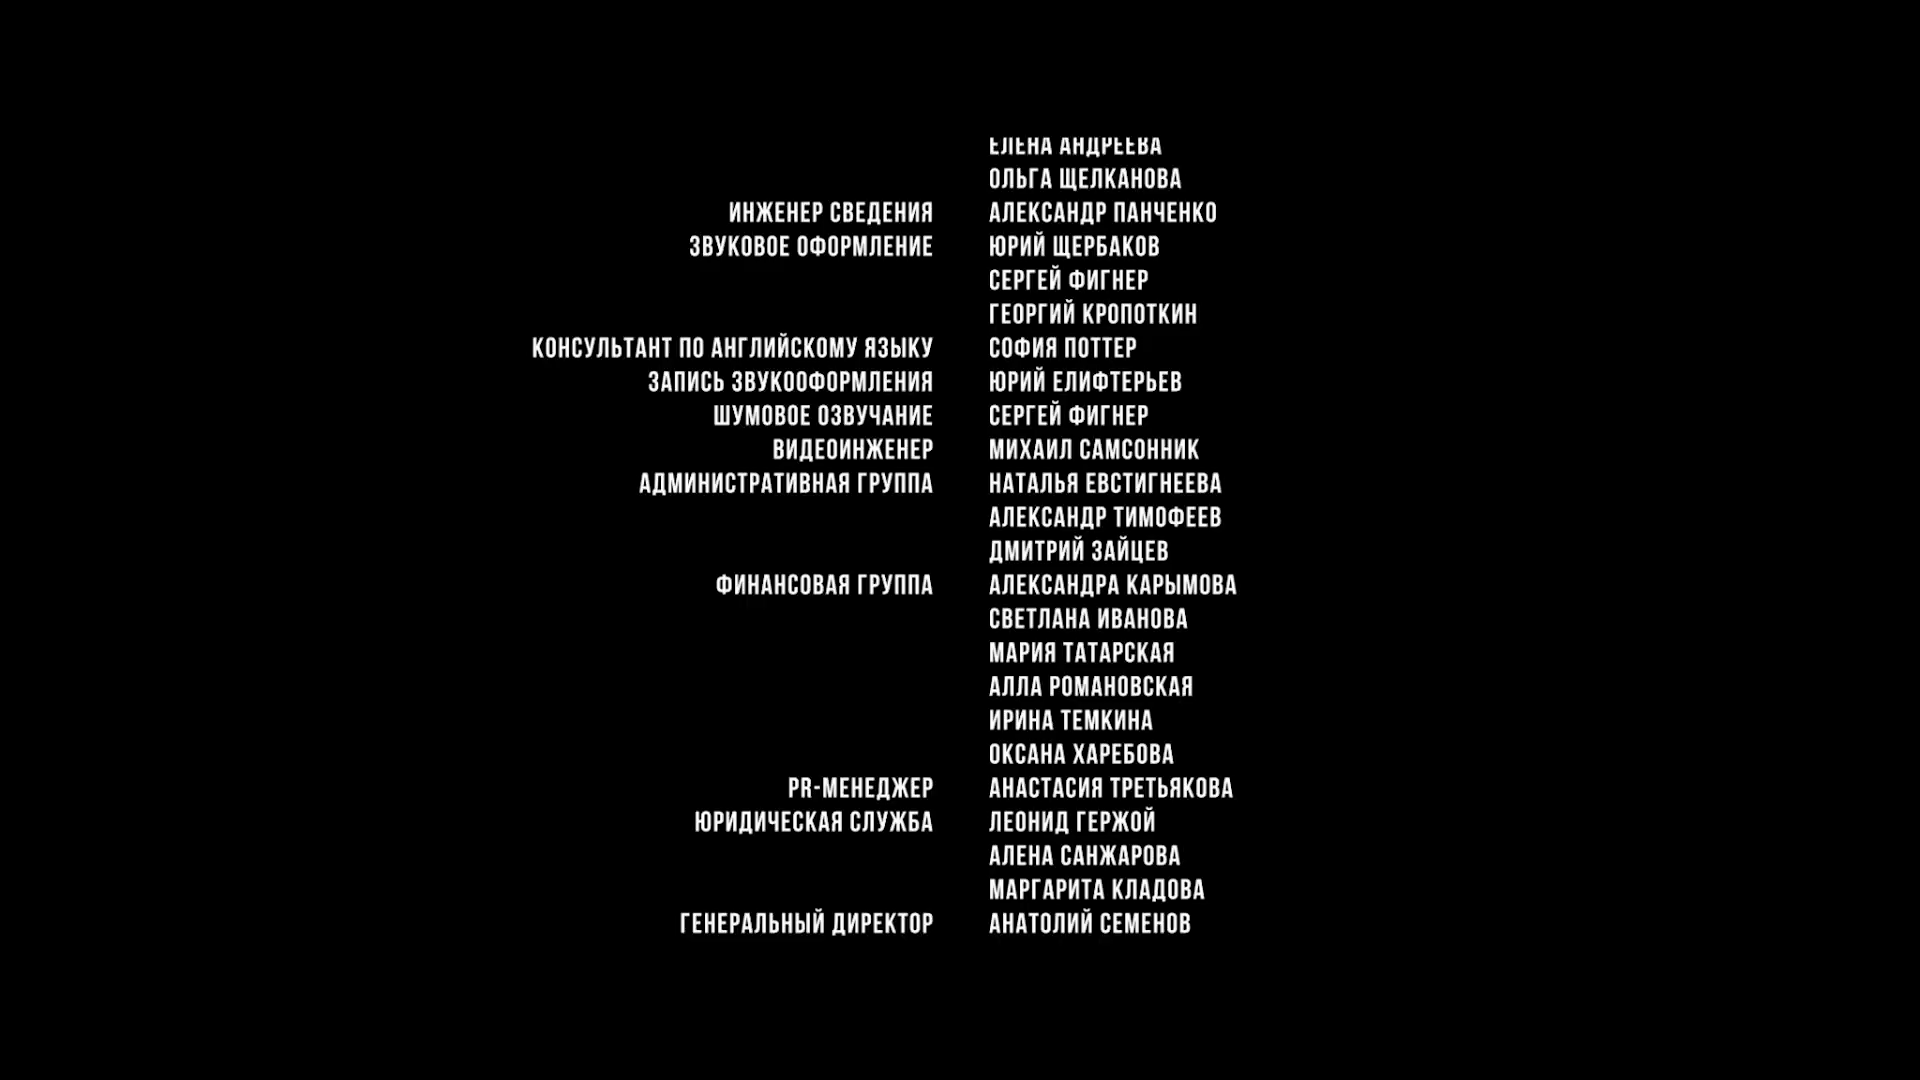 ЕЛЕНА АНДРЕЕВА
ОЛЬГА ЩЕЛКАНОВА
ИНЖЕНЕР СВЕДЕНИЯ АЛЕКСАНДР ПАНЧЕНКО
ЗВУКОВОЕ ОФОРМЛЕНИЕ ЮРИЙ ЩЕРБАКОВ
СЕРГЕЙ ФИГНЕР
ГЕОРГИЙ КРОПОТКИН
КОНСУЛЬТАНТ ПО АНГЛИЙСКОМУ ЯЗЫКУ СОФИЯ ПОТТЕР
ЗАПИСЬ ЗВУКООФОРМЛЕНИЯ ЮРИЙ ЕЛИФТЕРЬЕВ
ШУМОВОЕ ОЗВУЧАНИЕ СЕРГЕЙ ФИГНЕР
ВИДЕОИНЖЕНЕР МИХАИЛ САМСОННИК
АДМИНИСТРАТИВНАЯ ГРУППА НАТАЛЬЯ ЕВСТИГНЕЕВА
АЛЕКСАНДР ТИМОФЕЕВ
ДМИТРИЙ ЗАЙЦЕВ
ФИНАНСОВАЯ ГРУППА АЛЕКСАНДРА КАРЫМОВА
СВЕТЛАНА ИВАНОВА
МАРИЯ ТАТАРСКАЯ
АЛЛА РОМАНОВСКАЯ
ИРИНА ТЕМКИНА
ОКСАНА ХАРЕБОВА
PR-МЕНЕДЖЕР АНАСТАСИЯ ТРЕТЬЯКОВА
ЮРИДИЧЕСКАЯ СЛУЖБА ЛЕОНИД ГЕРЖОЙ
АЛЕНА САНЖАРОВА
МАРГАРИТА КЛАДОВА
ГЕНЕРАЛЬНЫЙ ДИРЕКТОР АНАТОЛИЙ СЕМЕНОВ